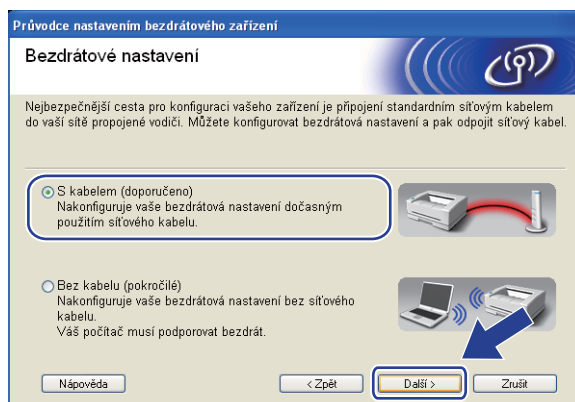 Průvodce nastavením bezdrátového zařízení
Bezdrátové nastavení
Nejbezpečnější cesta pro konfiguraci vašeho zařízení je připojení standardním síťovým kabelem
do vaší sítě propojené vodiči. Můžete konfigurovat bezdrátová nastavení a pak odpojit síťový kabel.
S kabelem (doporučeno)
Nakonfiguruje vaše bezdrátová nastavení dočasným
použitím síťového kabelu.
Bez kabelu (pokročilé)
Nakonfiguruje vaše bezdrátová nastavení bez síťového
kabelu.
Váš počítač musí podporovat bezdrát.
Nápověda
< Zpět
Další >
Zrušit